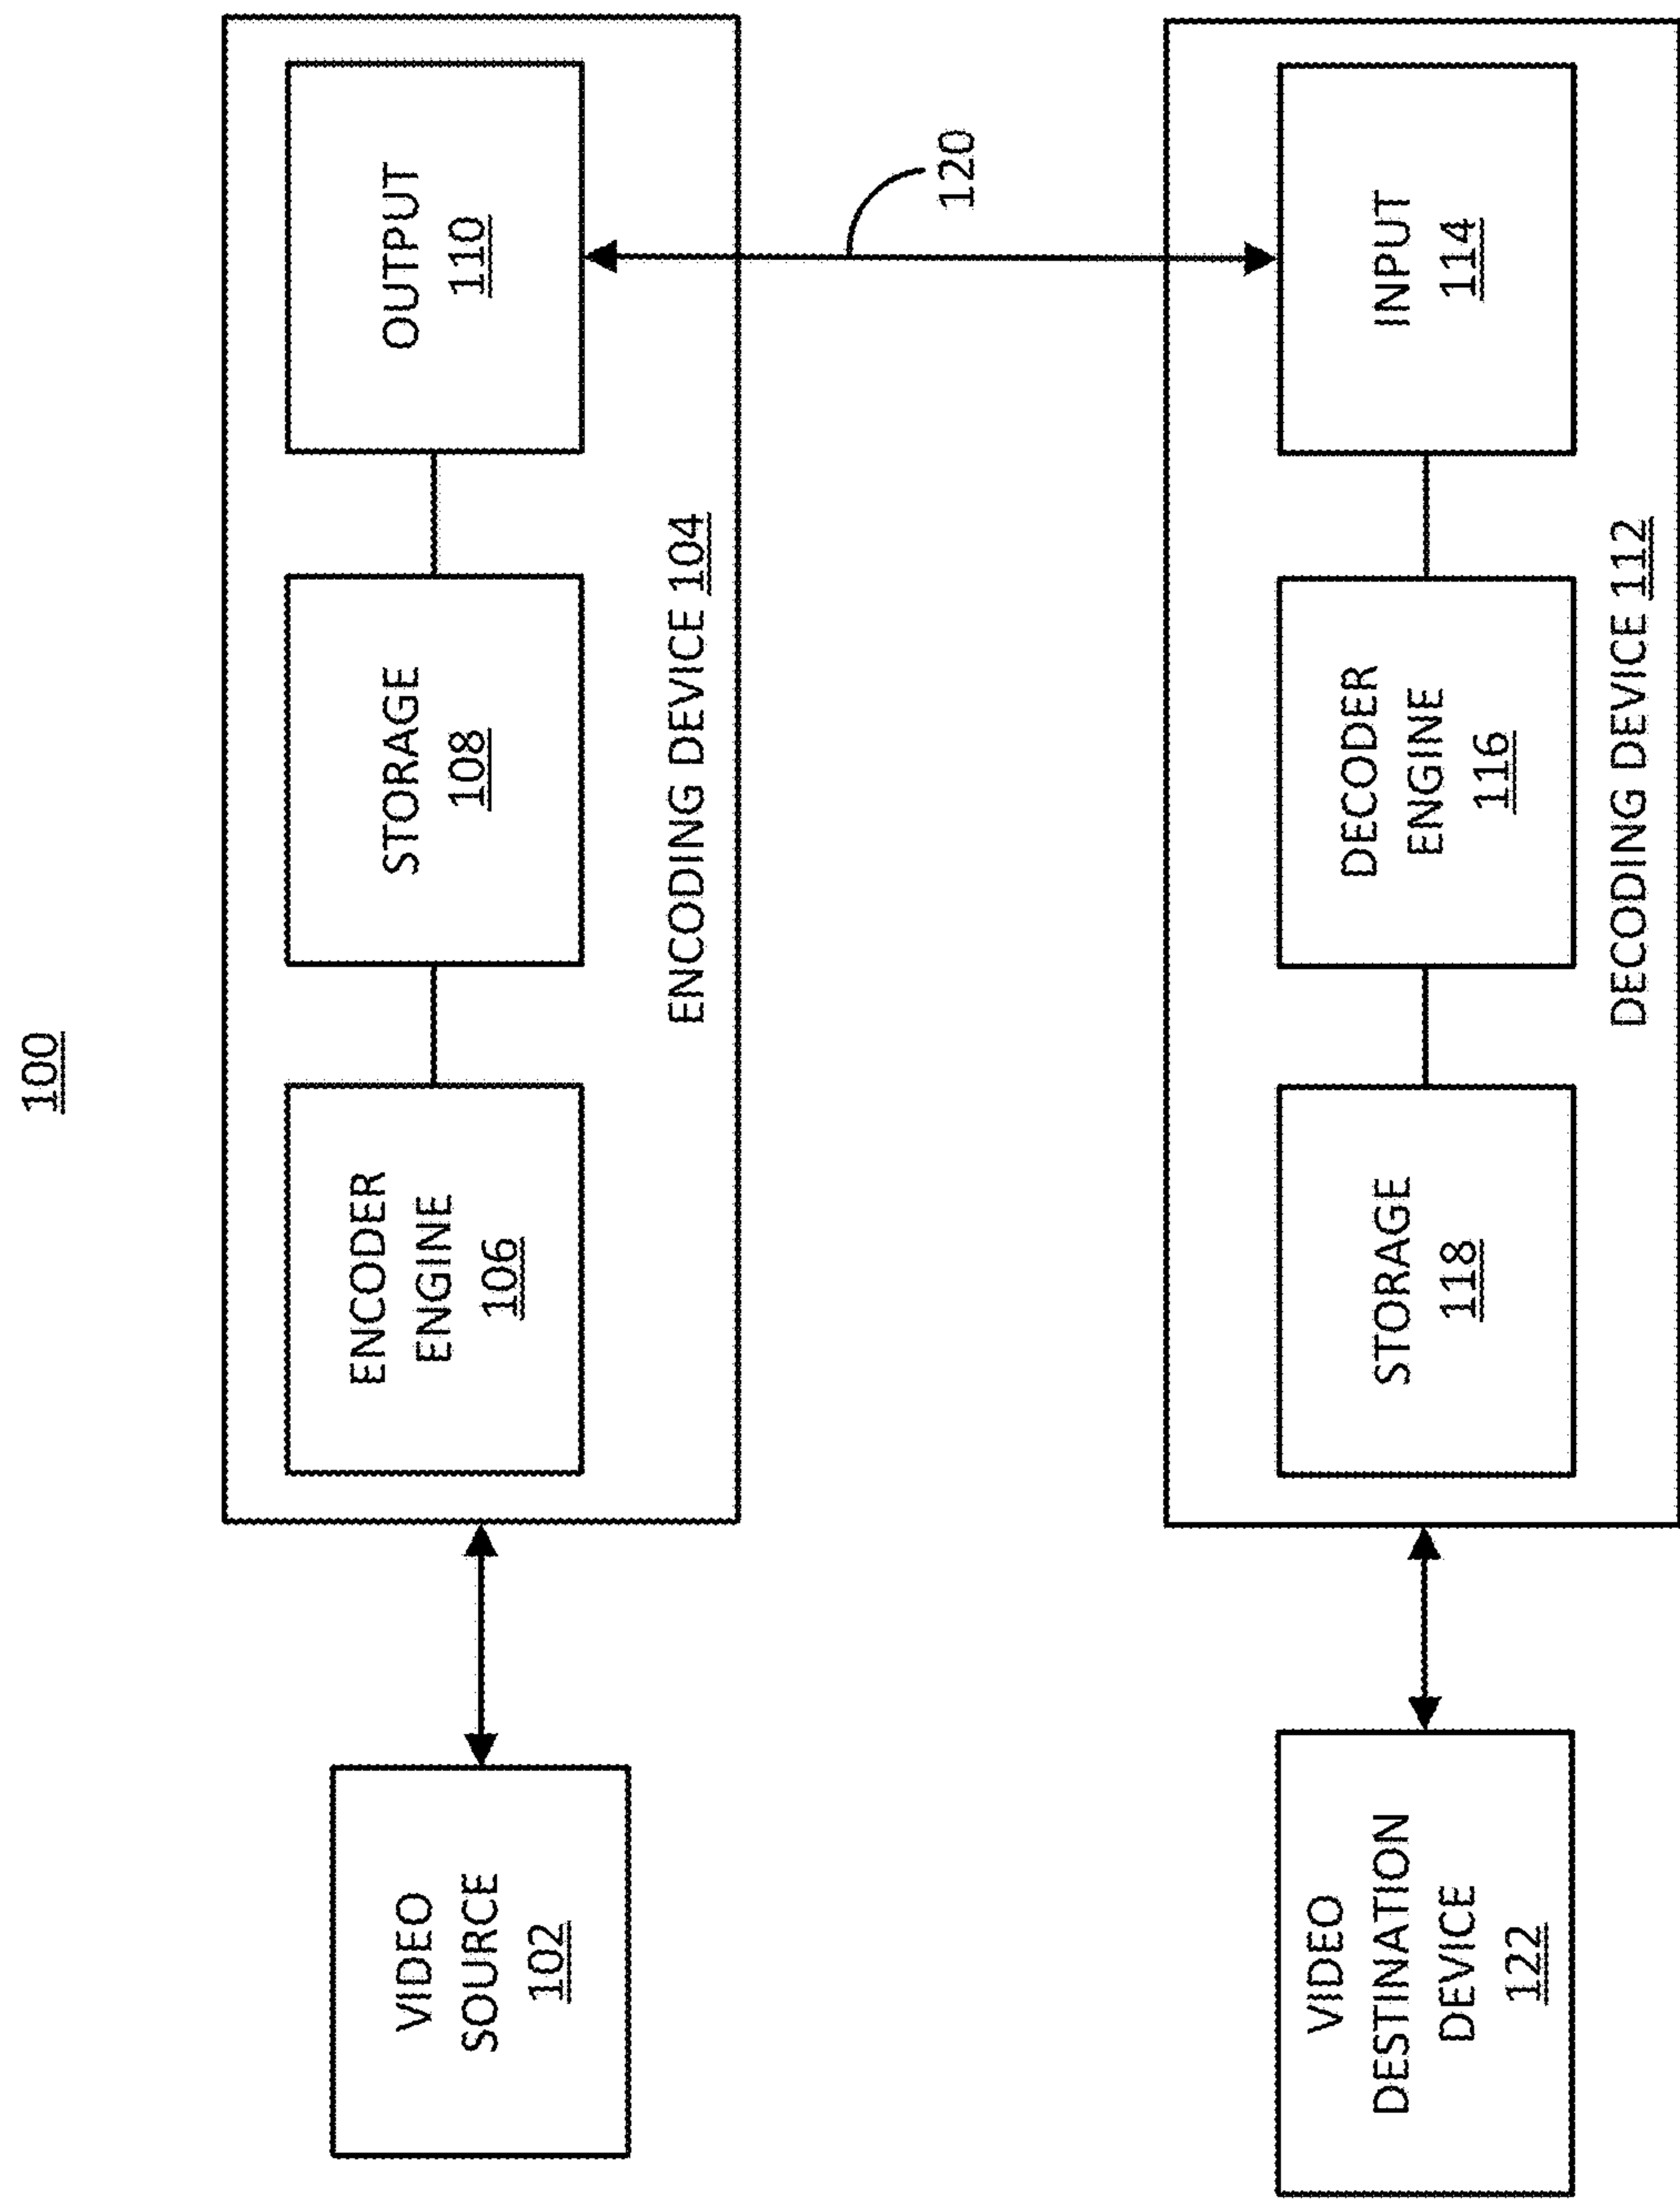 100
VIDEO
SOURCE
102
ENCODER
ENGINE
106
STORAGE
108
OUTPUT
110
ENCODING DEVICE 104
120
VIDEO
DESTINATION
DEVICE
122
STORAGE
118
DECODER
ENGINE
116
INPUT
114
DECODING DEVICE 112